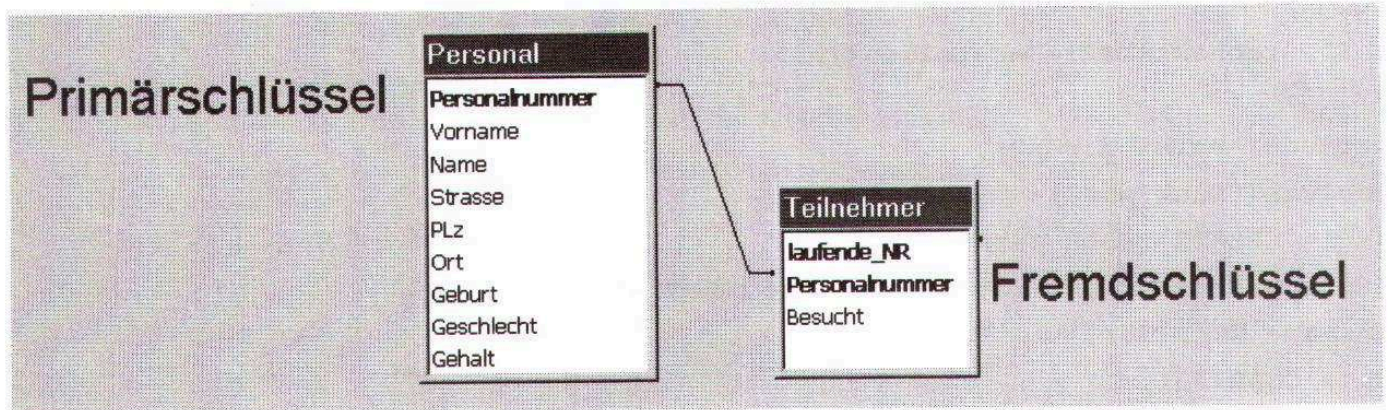 Primärschlüssel
Personal
Personalnummer
Vorname
Name
Strasse
PLz
Ort
Geburt
Geschlecht
Gehalt
Teilnehmer
laufende_NR
Personalnummer
Besucht
Fremdschlüssel